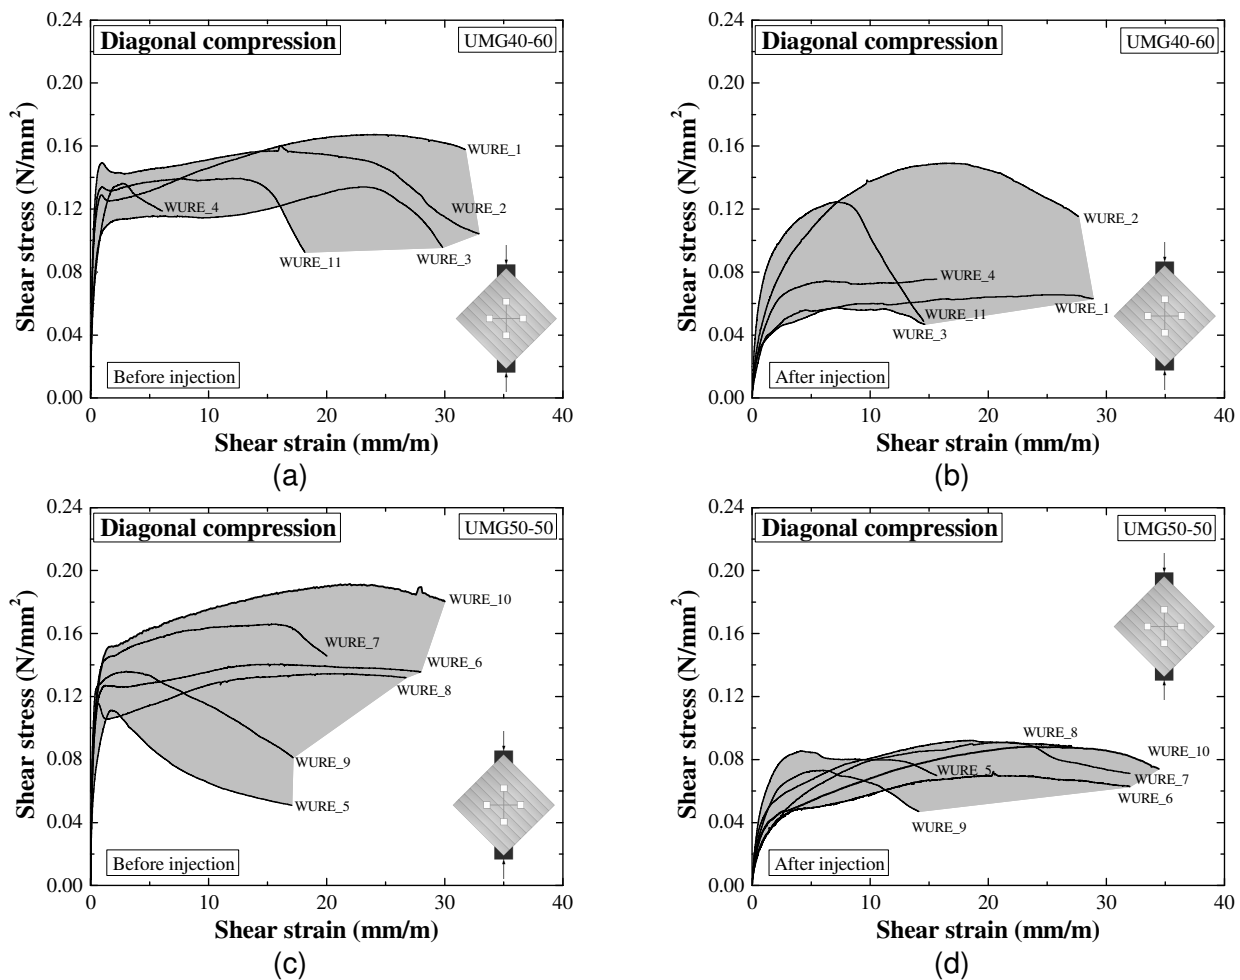 0.24
Diagonal compression
UMG40-60
0.20
0.16
WURE_1
0.12
WURE_4
WURE_2
WURE_11
WURE_3
0.08
0.04
Before injection
0.00
0 10 20 30 40
Shear stress (N/mm²)
Shear strain (mm/m)
(a)
0.24
Diagonal compression
UMG40-60
0.20
0.16
0.12
WURE_2
0.08
WURE_4
WURE_11
WURE_1
WURE_3
0.04
After injection
0.00
0 10 20 30 40
Shear stress (N/mm²)
Shear strain (mm/m)
(b)
0.24
Diagonal compression
UMG50-50
0.20
WURE_10
0.16
WURE_7
WURE_6
WURE_8
0.12
0.08
WURE_9
WURE_5
0.04
Before injection
0.00
0 10 20 30 40
Shear stress (N/mm²)
Shear strain (mm/m)
(c)
0.24
Diagonal compression
UMG50-50
0.20
0.16
0.12
WURE_8
WURE_10
0.08
WURE_5
WURE_7
WURE_6
WURE_9
0.04
After injection
0.00
0 10 20 30 40
Shear stress (N/mm²)
Shear strain (mm/m)
(d)